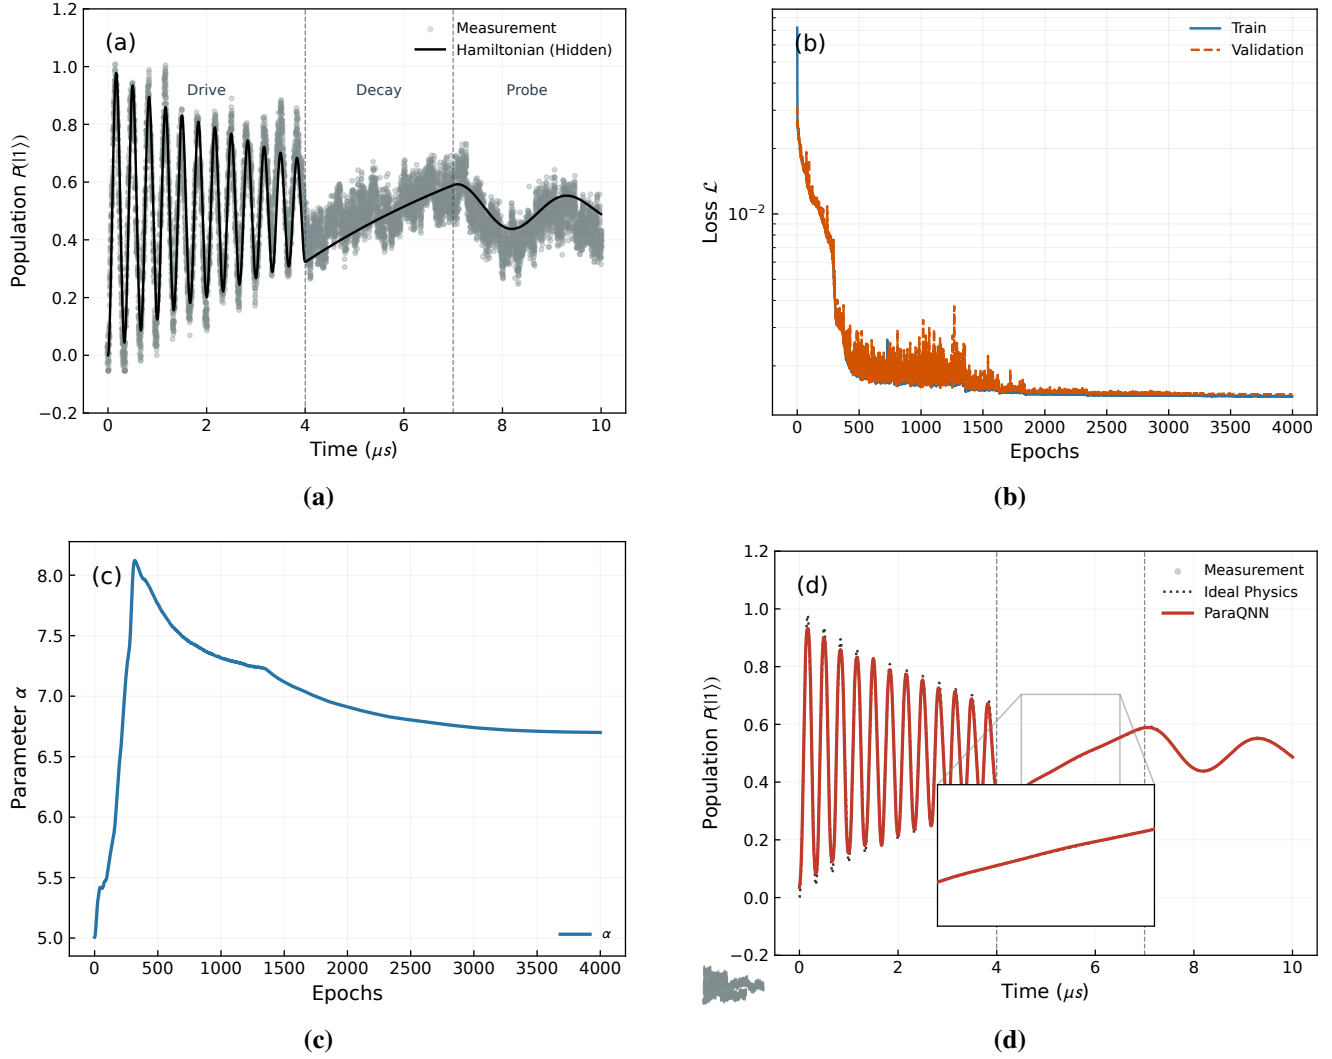 (a)
Measurement
Hamiltonian (Hidden)
Drive
Decay
Probe
Population P(|1⟩)
1.2
1.0
0.8
0.6
0.4
0.2
0.0
−0.2
0
2
4
6
8
10
Time (μs)
(a)
(b)
Train
Validation
Loss ℒ
10⁻²
0
500
1000
1500
2000
2500
3000
3500
4000
Epochs
(b)
(c)
Parameter α
8.0
7.5
7.0
6.5
6.0
5.5
5.0
α
0
500
1000
1500
2000
2500
3000
3500
4000
Epochs
(c)
(d)
Measurement
Ideal Physics
ParaQNN
Population P(|1⟩)
1.2
1.0
0.8
0.6
0.4
0.2
0.0
−0.2
0
2
4
6
8
10
Time (μs)
(d)